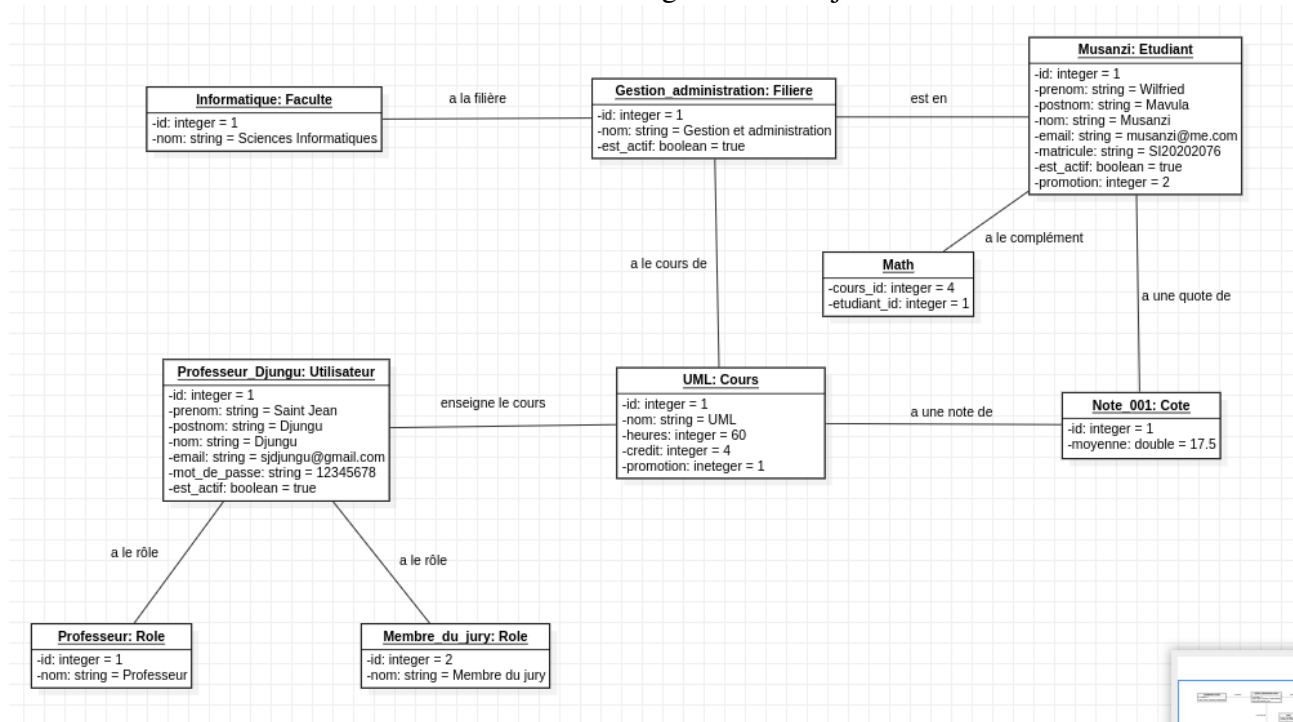 Musanzi: Etudiant
-id: integer = 1
-prenom: string = Wilfried
-postnom: string = Mavula
-nom: string = Musanzi
-email: string = musanzi@me.com
-matricule: string = SI20202076
-est_actif: boolean = true
-promotion: integer = 2
Informatique: Faculte
-id: integer = 1
-nom: string = Sciences Informatiques
a la filière
Gestion_administration: Filiere
-id: integer = 1
-nom: string = Gestion et administration
-est_actif: boolean = true
est en
a le complément
a le cours de
Math
-cours_id: integer = 4
-etudiant_id: integer = 1
a une quote de
Professeur_Djungu: Utilisateur
-id: integer = 1
-prenom: string = Saint Jean
-postnom: string = Djungu
-nom: string = Djungu
-email: string = sjdjungu@gmail.com
-mot_de_passe: string = 12345678
-est_actif: boolean = true
enseigne le cours
UML: Cours
-id: integer = 1
-nom: string = UML
-heures: integer = 60
-credit: integer = 4
-promotion: ineteger = 1
a une note de
Note_001: Cote
-id: integer = 1
-moyenne: double = 17.5
a le rôle
a le rôle
Professeur: Role
-id: integer = 1
-nom: string = Professeur
Membre_du_jury: Role
-id: integer = 2
-nom: string = Membre du jury